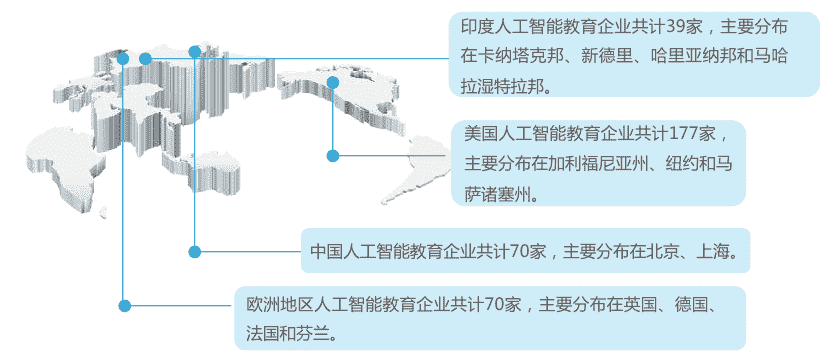 印度人工智能教育企业共计39家，主要分布
在卡纳塔克邦、新德里、哈里亚纳邦和马哈
拉湿特拉邦。
美国人工智能教育企业共计177家，
主要分布在加利福尼亚州、纽约和马
萨诸塞州。
中国人工智能教育企业共计70家，主要分布在北京、上海。
欧洲地区人工智能教育企业共计70家，主要分布在英国、德国、
法国和芬兰。